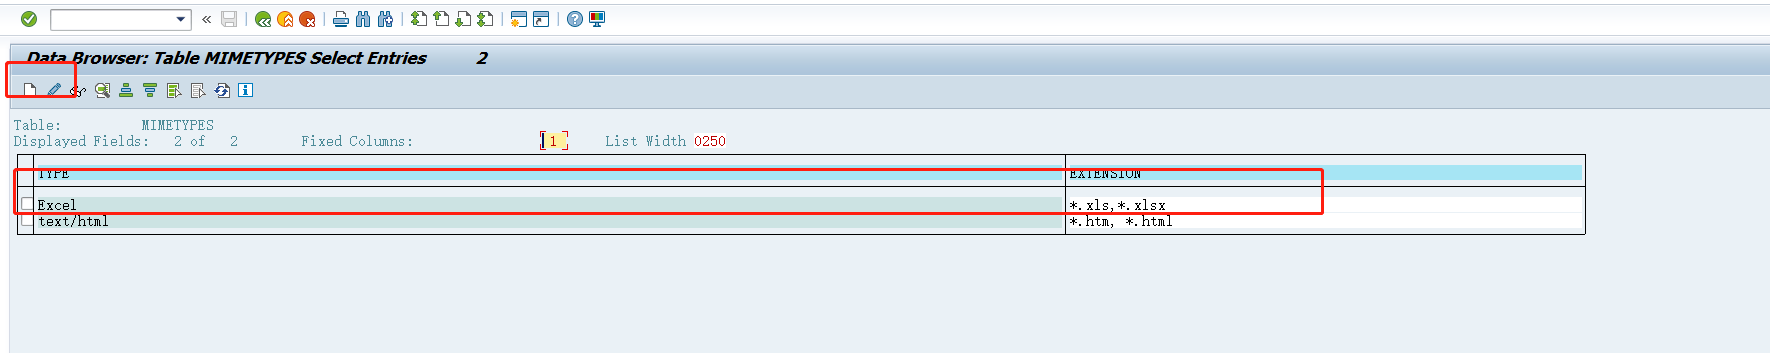 Data Browser: Table MIMETYPES Select Entries 2
Table: MIMETYPES
Displayed Fields: 2 of 2 Fixed Columns: 1 List Width 0250
TYPE EXTENSION
Excel *.xls,*.xlsx
text/html *.htm, *.html